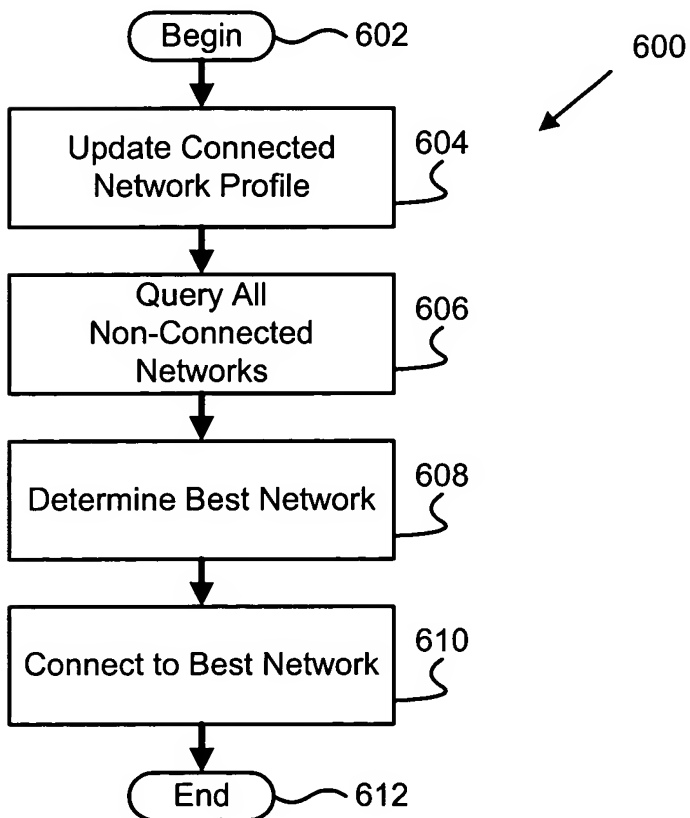 Begin
602
600
Update Connected
Network Profile
604
Query All
Non-Connected
Networks
606
Determine Best Network
608
Connect to Best Network
610
End
612